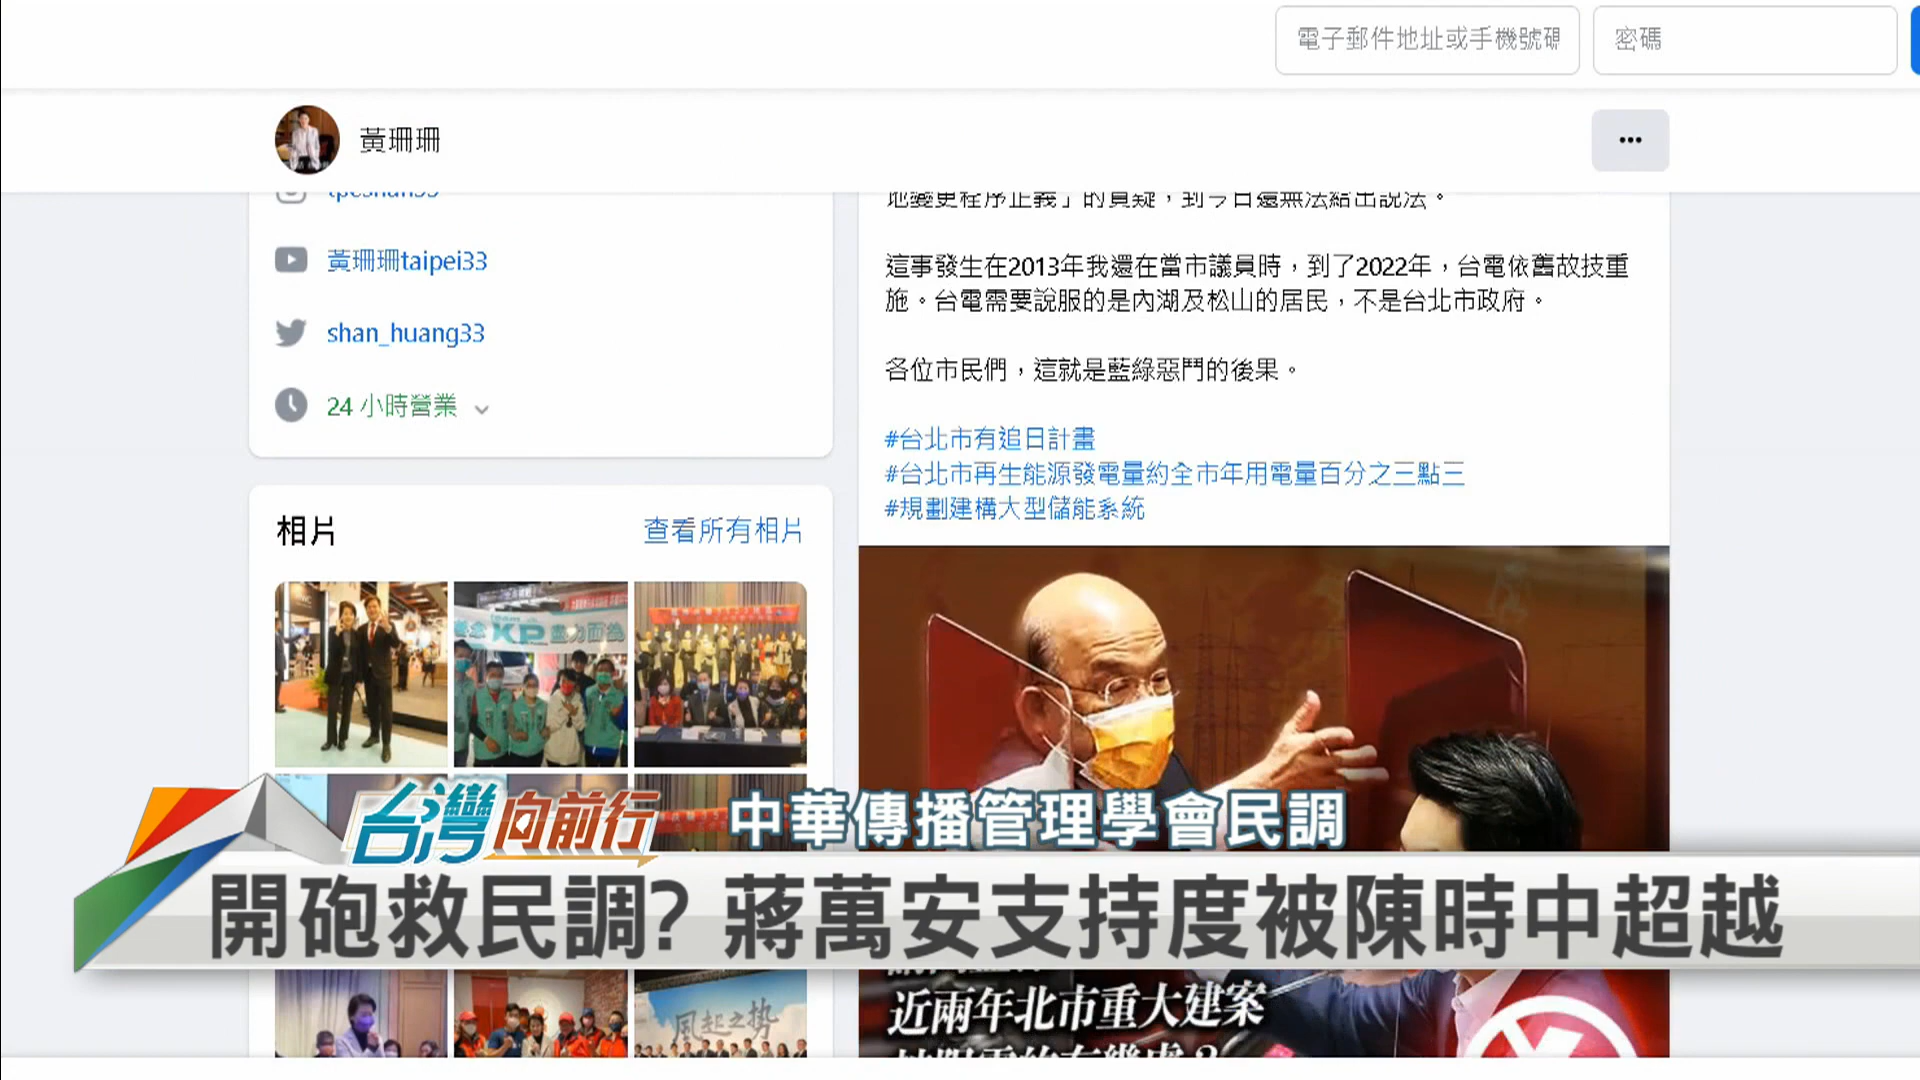 電子郵件地址或手機號碼
密碼
黃珊珊
tpeshan33
地變更程序正義」的質疑，到今日還無法給出說法。
黃珊珊taipei33
這事發生在2013年我還在當市議員時，到了2022年，台電依舊故技重
施。台電需要說服的是內湖及松山的居民，不是台北市政府。
shan_huang33
各位市民們，這就是藍綠惡鬥的後果。
24 小時營業
#台北市有追日計畫
#台北市再生能源發電量約全市年用電量百分之三點三
#規劃建構大型儲能系統
相片
查看所有相片
KP 盡力而為
台灣向前行
中華傳播管理學會民調
開砲救民調? 蔣萬安支持度被陳時中超越
風起之勢
近兩年北市重大建案